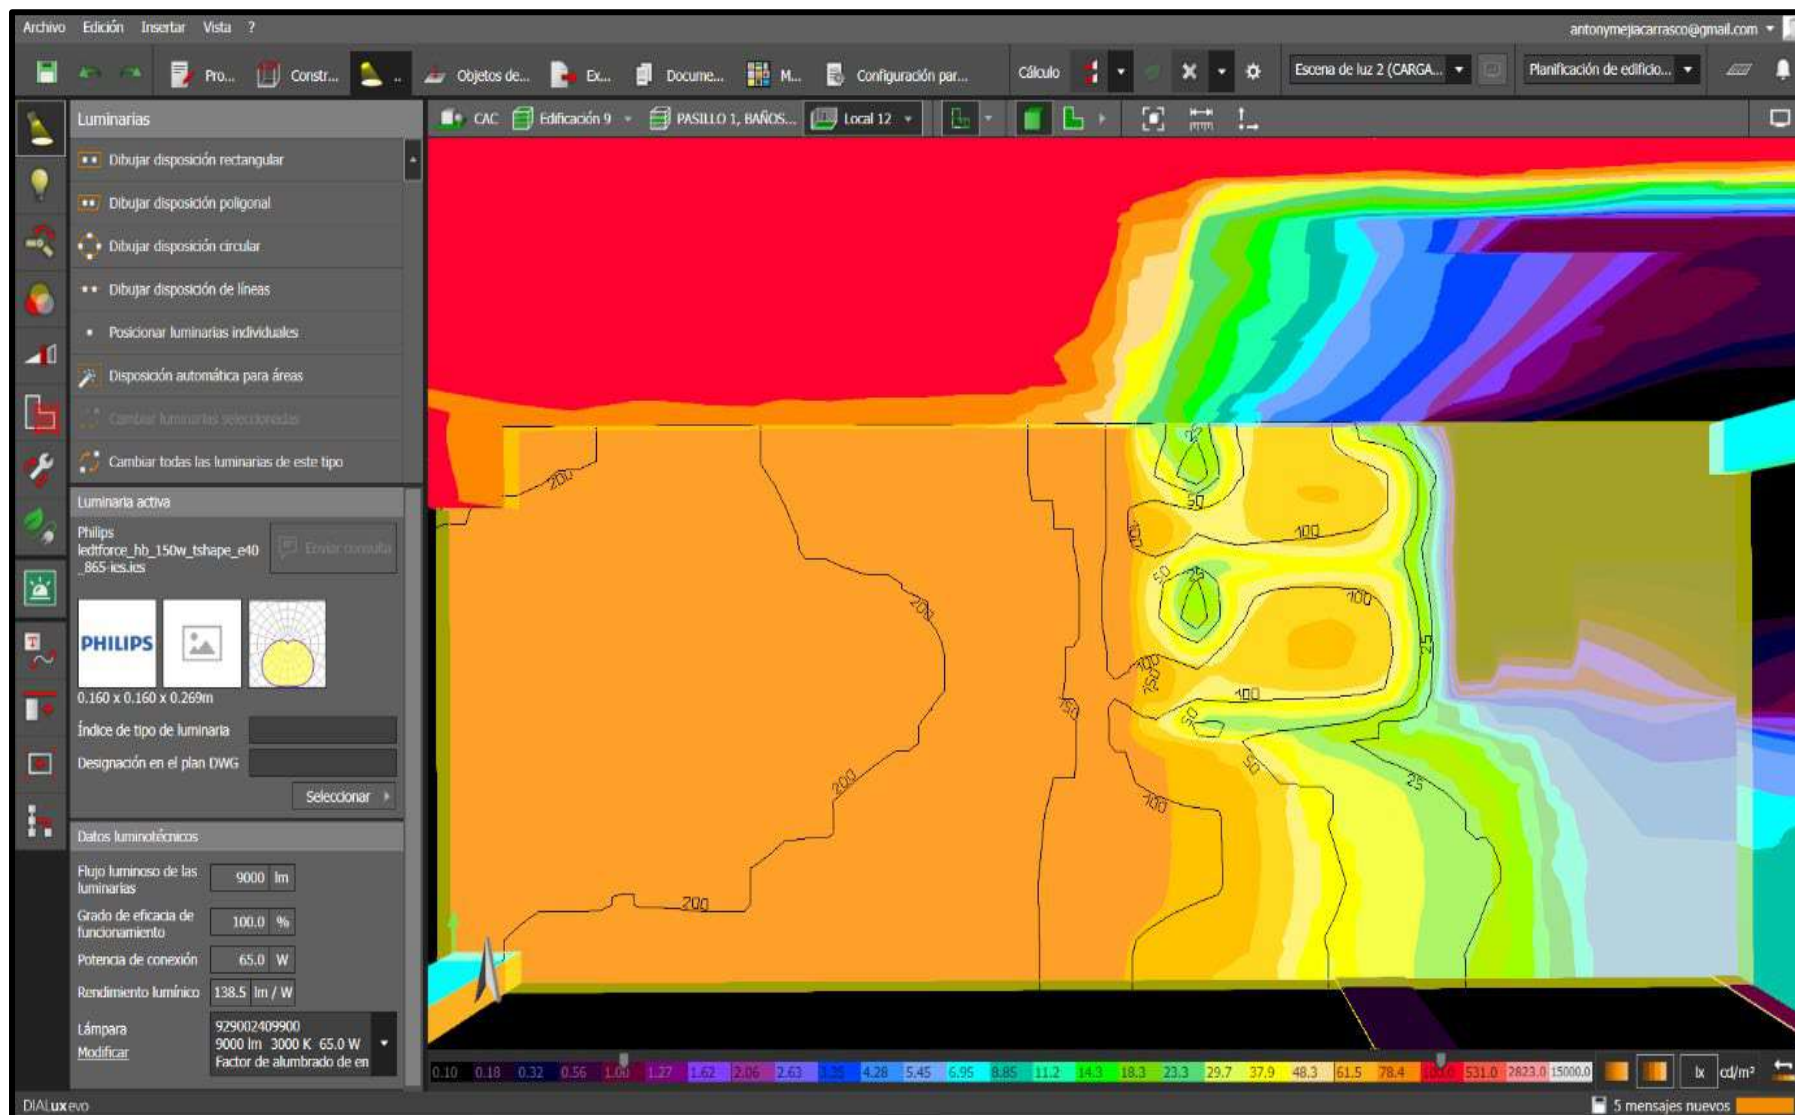 Archivo Edición Insertar Vista ?
antonymejiacarrasco@gmail.com
Pro... Constr... .. Objetos de... Ex... Docume... M... Configuración par... Cálculo Escena de luz 2 (CARGA... Planificación de edificio...
Luminarias
CAC Edificación 9 PASILLO 1, BAÑOS... Local 12
Dibujar disposición rectangular
Dibujar disposición poligonal
Dibujar disposición circular
Dibujar disposición de líneas
Posicionar luminarias individuales
Disposición automática para áreas
Cambiar luminarias seleccionadas
Cambiar todas las luminarias de este tipo
Luminaria activa
Philips
ledtforce_hb_150w_tshape_e40
_865-ies.ies
Enviar consulta
PHILIPS
0.160 x 0.160 x 0.269m
Índice de tipo de luminaria
Designación en el plan DWG
Seleccionar
Datos luminotécnicos
Flujo luminoso de las
luminarias
9000 lm
Grado de eficacia de
funcionamiento
100.0 %
Potencia de conexión 65.0 W
Rendimiento lumínico 138.5 lm / W
Lámpara
Modificar
929002409900
9000 lm 3000 K 65.0 W
Factor de alumbrado de en
200
25
50
100
100
50
25
100
200
100
150
25
100
150
50
50
200
100
25
200
0.10 0.18 0.32 0.56 1.00 1.27 1.62 2.06 2.63 3.35 4.28 5.45 6.95 8.85 11.2 14.3 18.3 23.3 29.7 37.9 48.3 61.5 78.4 100.0 531.0 2823.0 15000.0
lx cd/m²
DIALux evo
5 mensajes nuevos